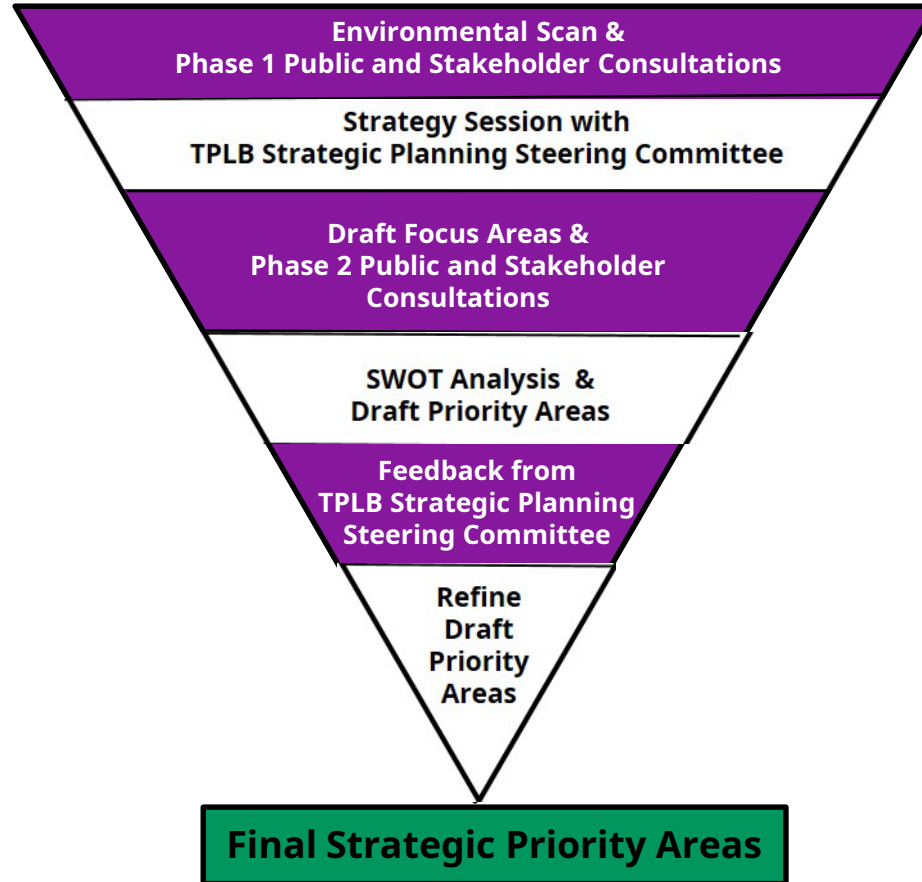 Environmental Scan &
Phase 1 Public and Stakeholder Consultations
Strategy Session with
TPLB Strategic Planning Steering Committee
Draft Focus Areas &
Phase 2 Public and Stakeholder
Consultations
SWOT Analysis &
Draft Priority Areas
Feedback from
TPLB Strategic Planning
Steering Committee
Refine
Draft
Priority
Areas
Final Strategic Priority Areas